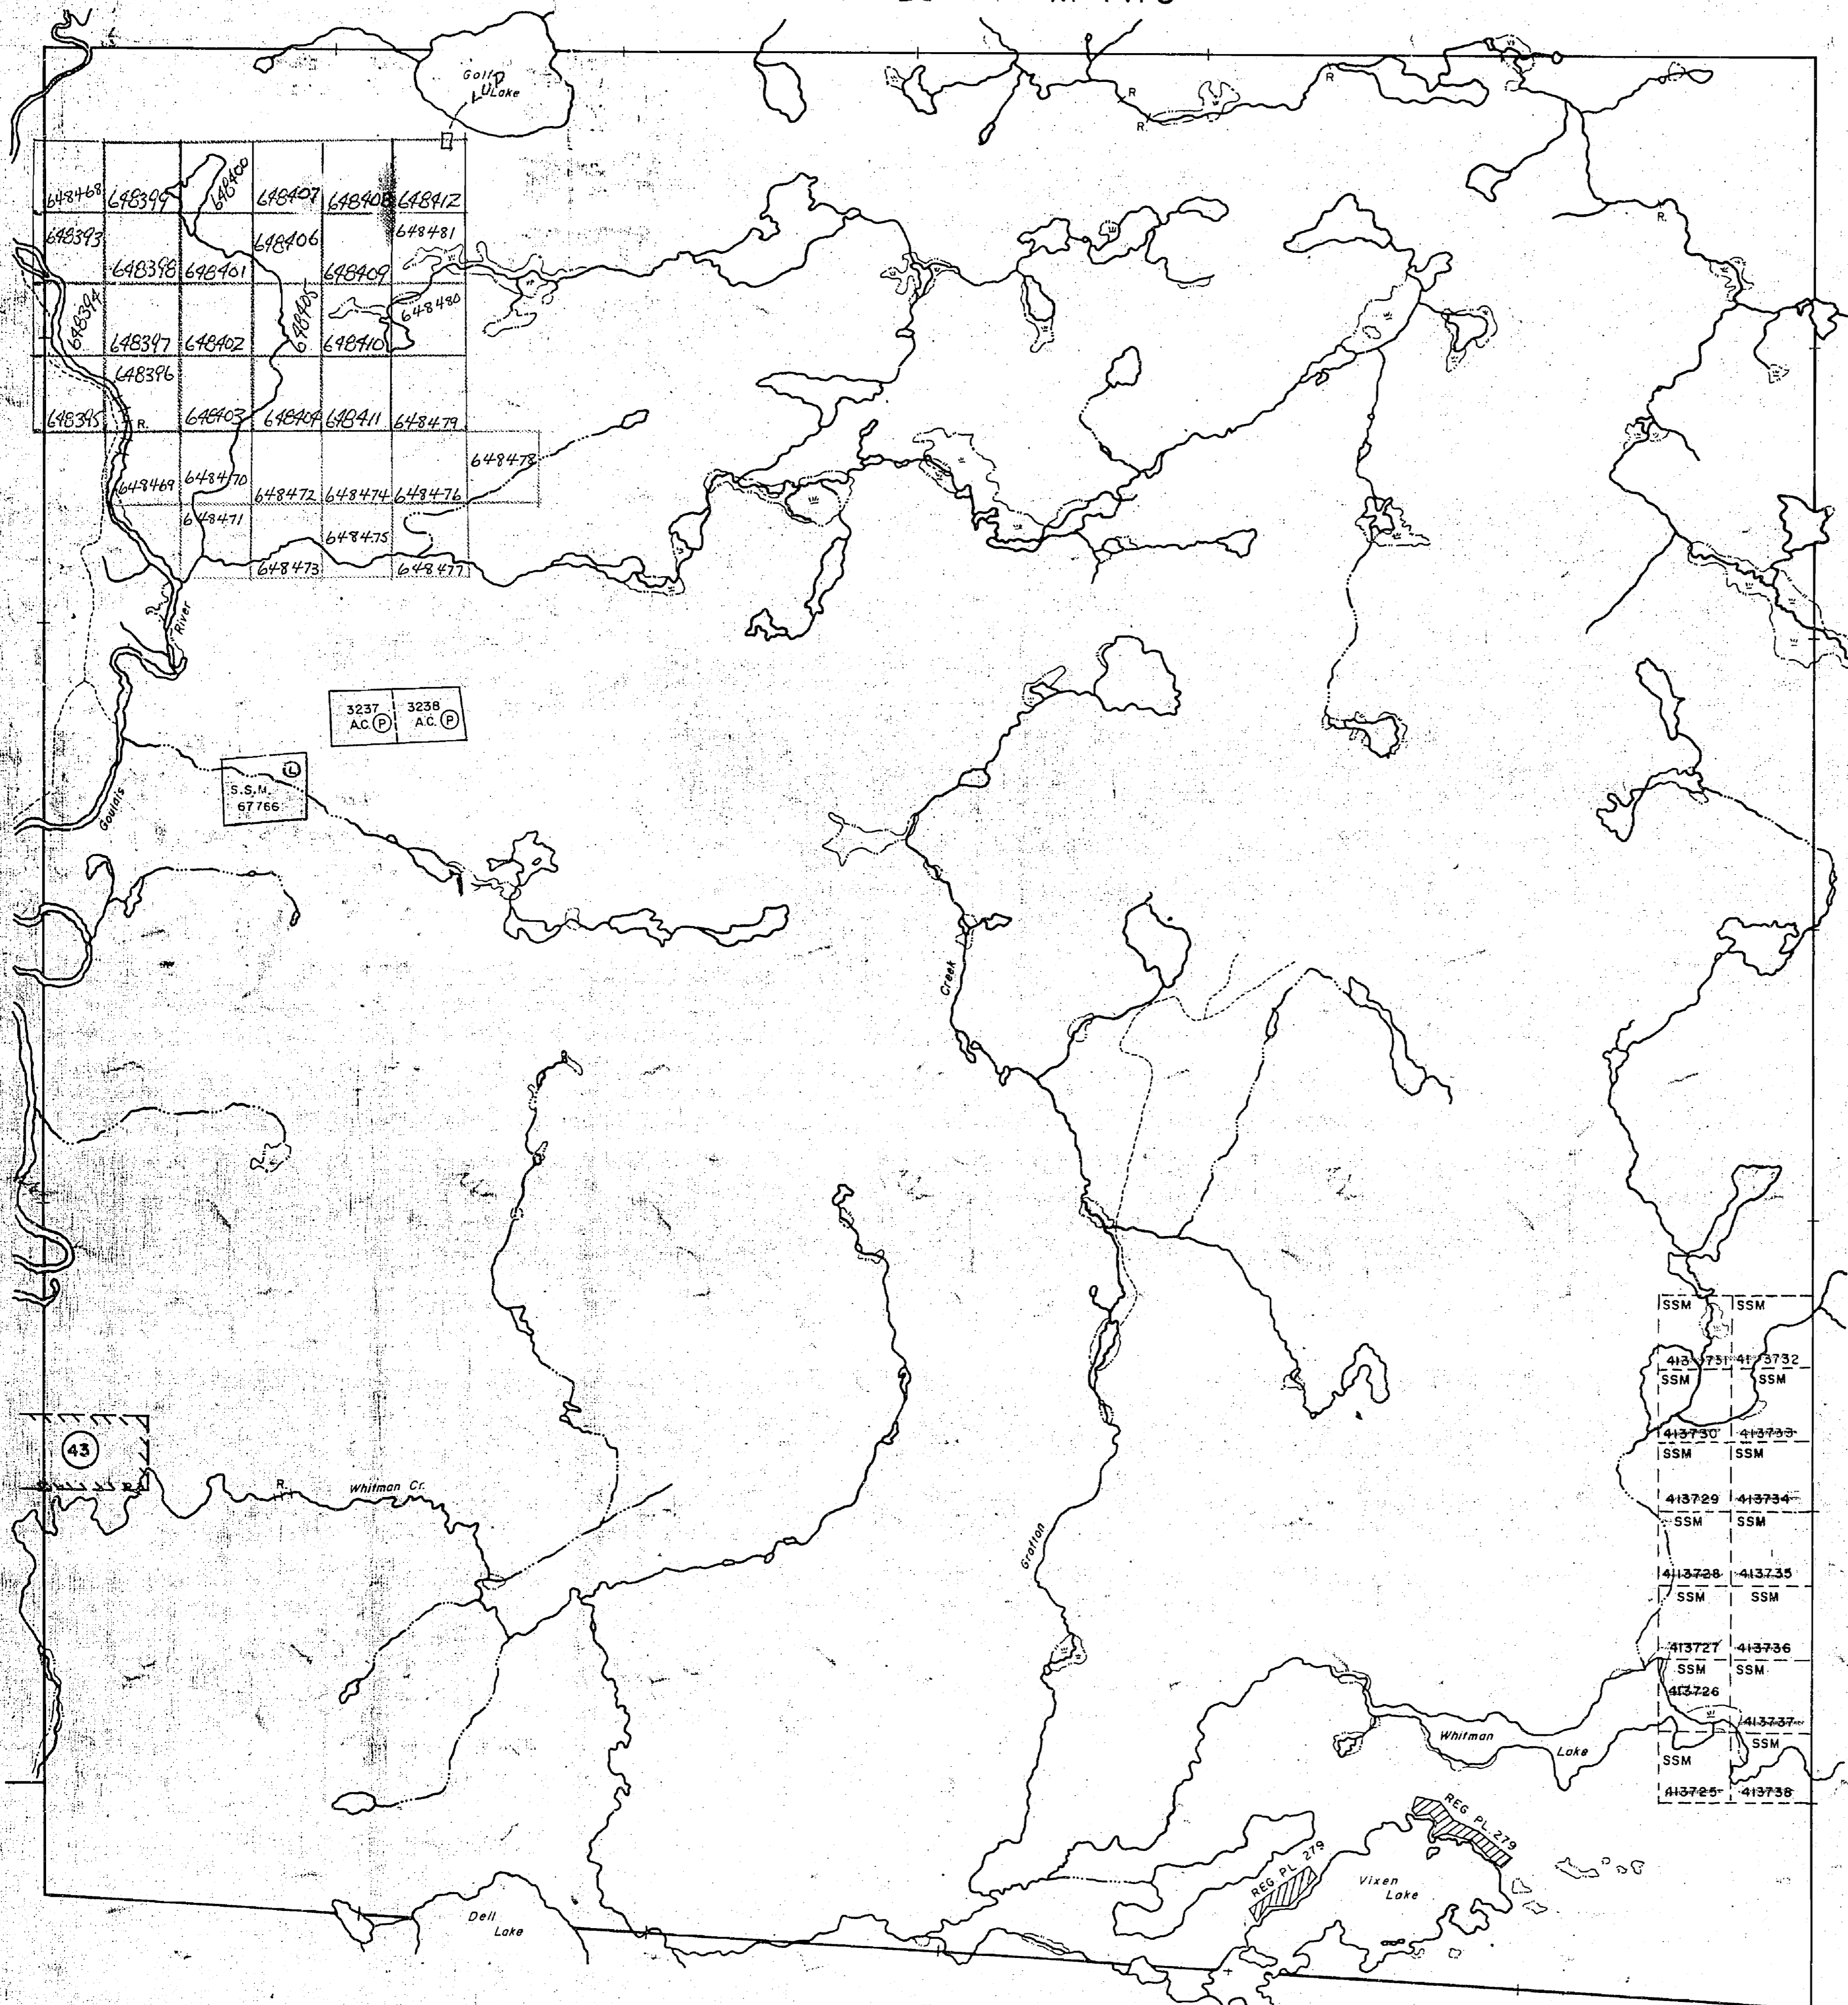 Goll
Lake
LUP
648468 648399 648400 648407 648408 648412
648393 648406 648481
648398 648401 648409
648394 648405 648480
648397 648402 648410
648396
648395 R. 648403 648404 648411 648479
648478
648469 648470 648472 648474 648476
648471
648475
648473 648477
R
R.
R
R.
River
3237 3238
A.C. (P) A.C. (P)
(L)
S.S.M.
67766
Goulais
Creek
43
R.
Whitman Cr.
Gratton
SSM SSM
413731 413732
SSM SSM
413730 413733
SSM SSM
413729 413734
SSM SSM
413728 413735
SSM SSM
413727 413736
SSM SSM
413726
413737
SSM
SSM
413725 413738
Whitman
Lake
REG. PL. 279
REG. PL. 279
Vixen
Lake
Dell
Lake